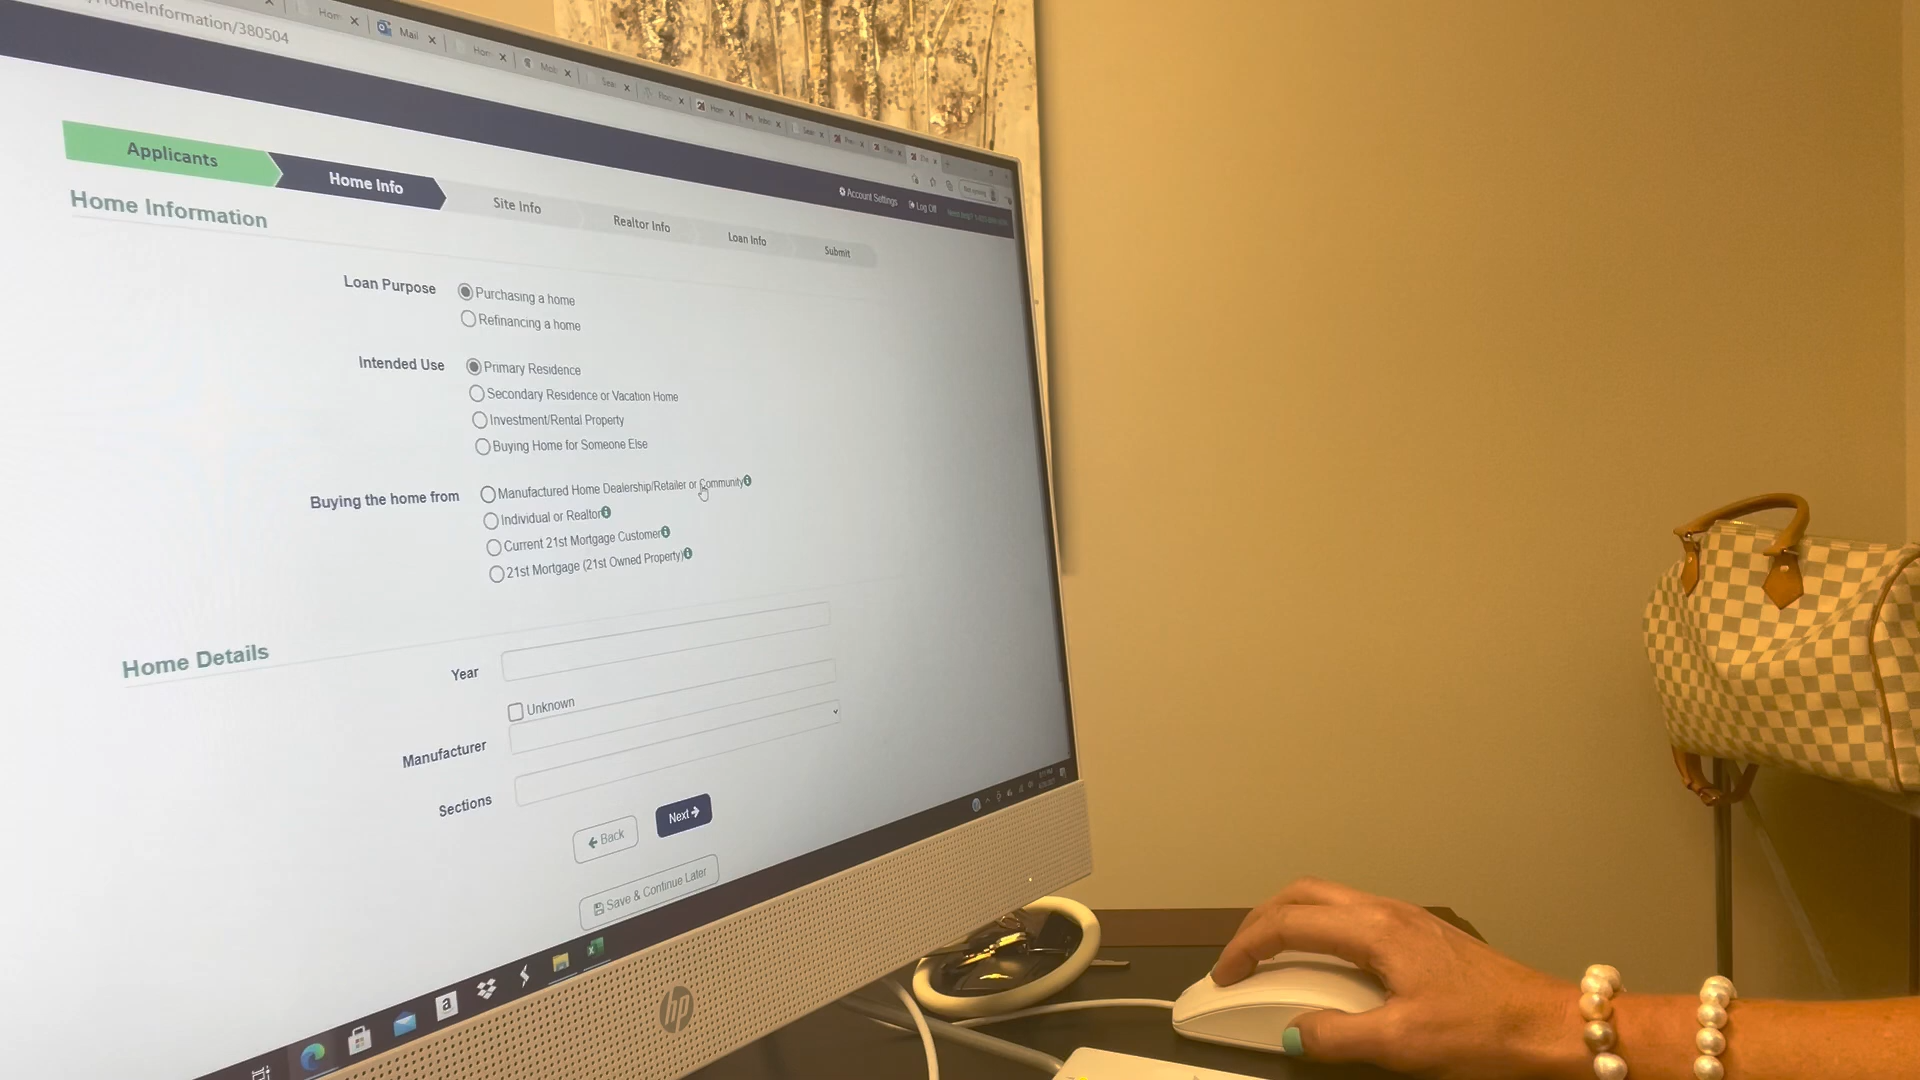 HomeInformation/380504
Mail
Account Settings
Log Off
Applicants
Home Info
Site Info
Realtor Info
Loan Info
Submit
Home Information
Loan Purpose
Purchasing a home
Refinancing a home
Intended Use
Primary Residence
Secondary Residence or Vacation Home
Investment/Rental Property
Buying Home for Someone Else
Buying the home from
Manufactured Home Dealership/Retailer or Community
Individual or Realtor
Current 21st Mortgage Customer
21st Mortgage (21st Owned Property)
Home Details
Year
Unknown
Manufacturer
Sections
Back
Next
Save & Continue Later
hp